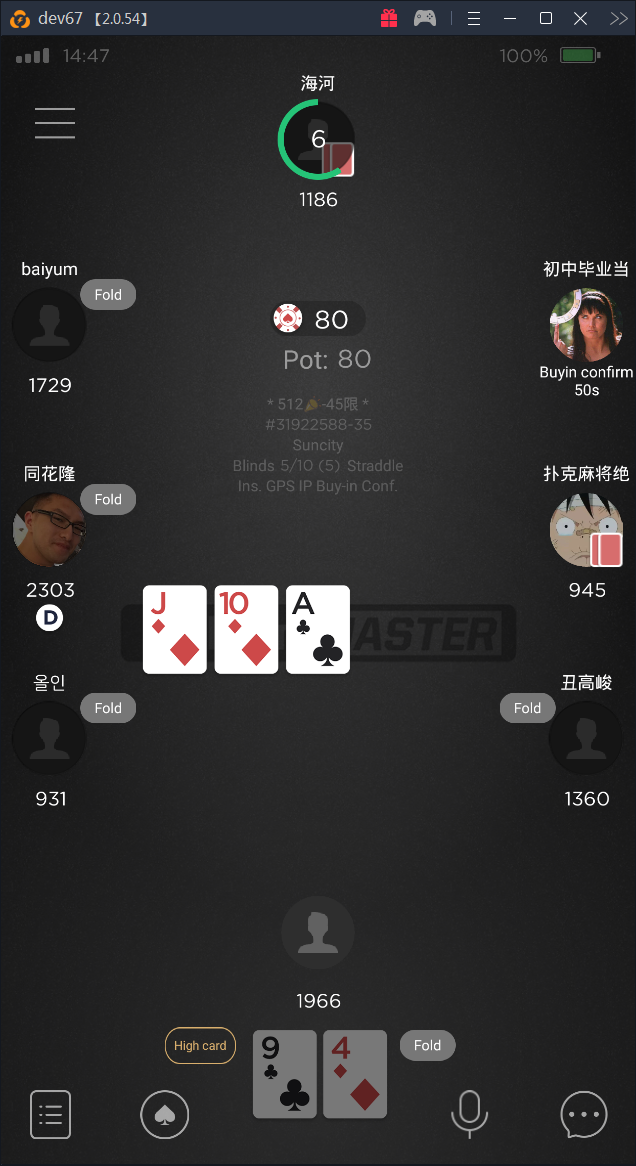 dev67 【2.0.54】
14:47
100%
海河
6
1186
baiyum
Fold
1729
初中毕业当
Buyin confirm
50s
80
Pot: 80
* 512 -45限 *
#31922588-35
Suncity
Blinds 5/10 (5) Straddle
Ins. GPS IP Buy-in Conf.
同花隆
Fold
2303
D
扑克麻将绝
945
J
10
A
MASTER
올인
Fold
931
丑高峻
Fold
1360
1966
High card
9
4
Fold